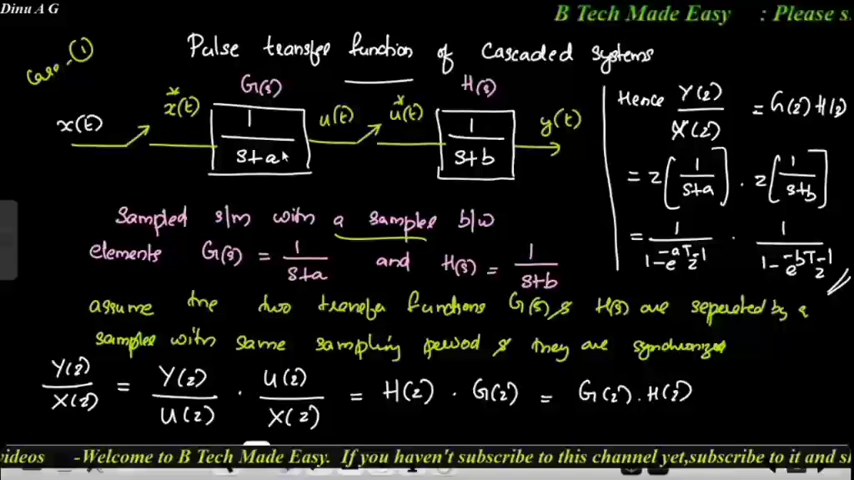 Dinu A G
B Tech Made Easy : Please s
Case - ①
Pulse transfer function of Cascaded systems
G(s)
H(s)
x(t)
x*(t)
1/(s+a)
u(t)
u*(t)
1/(s+b)
y(t)
Sampled s/m with a sampler b/w
elements G(s) = 1/(s+a) and H(s) = 1/(s+b)
assume the two transfer functions G(s) & H(s) are seperated by a
sampler with same sampling period & they are synchronized
Y(z)/X(z) = Y(z)/U(z) . U(z)/X(z) = H(z) . G(z) = G(z) . H(z)
Hence Y(z)/X(z) = G(z) H(z)
= z[1/(s+a)] . z[1/(s+b)]
= 1/(1-e^-aT z^-1) . 1/(1-e^-bT z^-1)
videos -Welcome to B Tech Made Easy. If you haven't subscribe to this channel yet,subscribe to it and sh